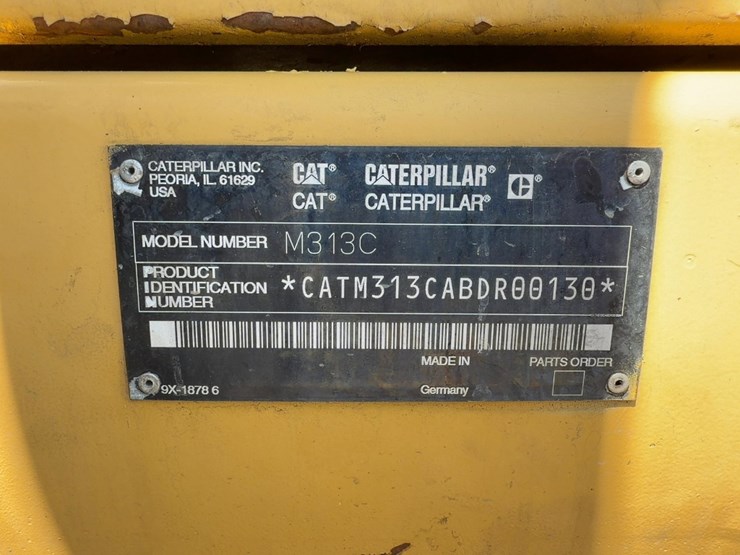 CATERPILLAR INC.
PEORIA, IL 61629
USA
CAT® CATERPILLAR® C®
CAT® CATERPILLAR®
MODEL NUMBER M313C
PRODUCT
IDENTIFICATION
NUMBER
*CATM313CABDR00130*
MADE IN
Germany
PARTS ORDER
9X-1878 6